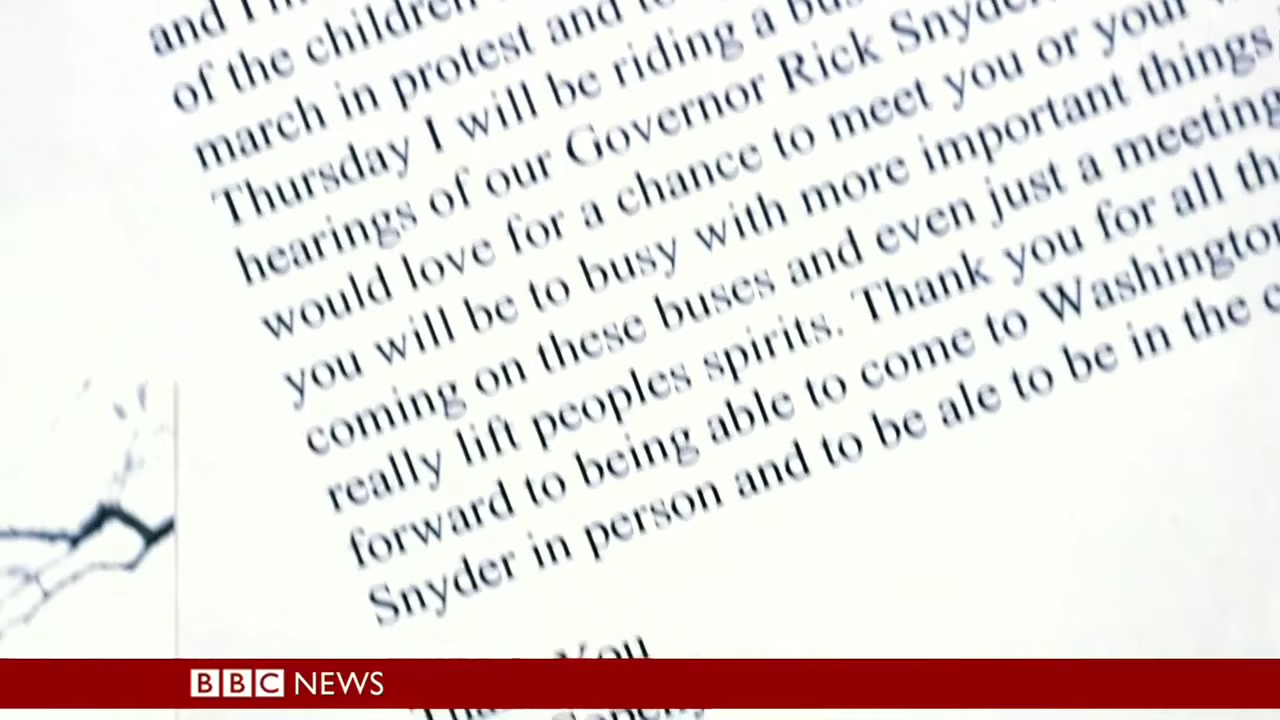 and I'm
of the children
march in protest and to
Thursday I will be riding a bus
hearings of our Governor Rick Snyder
would love for a chance to meet you or your
you will be to busy with more important things
coming on these buses and even just a meeting
really lift peoples spirits. Thank you for all
forward to being able to come to Washington
Snyder in person and to be ale to be in the
You
BBC NEWS